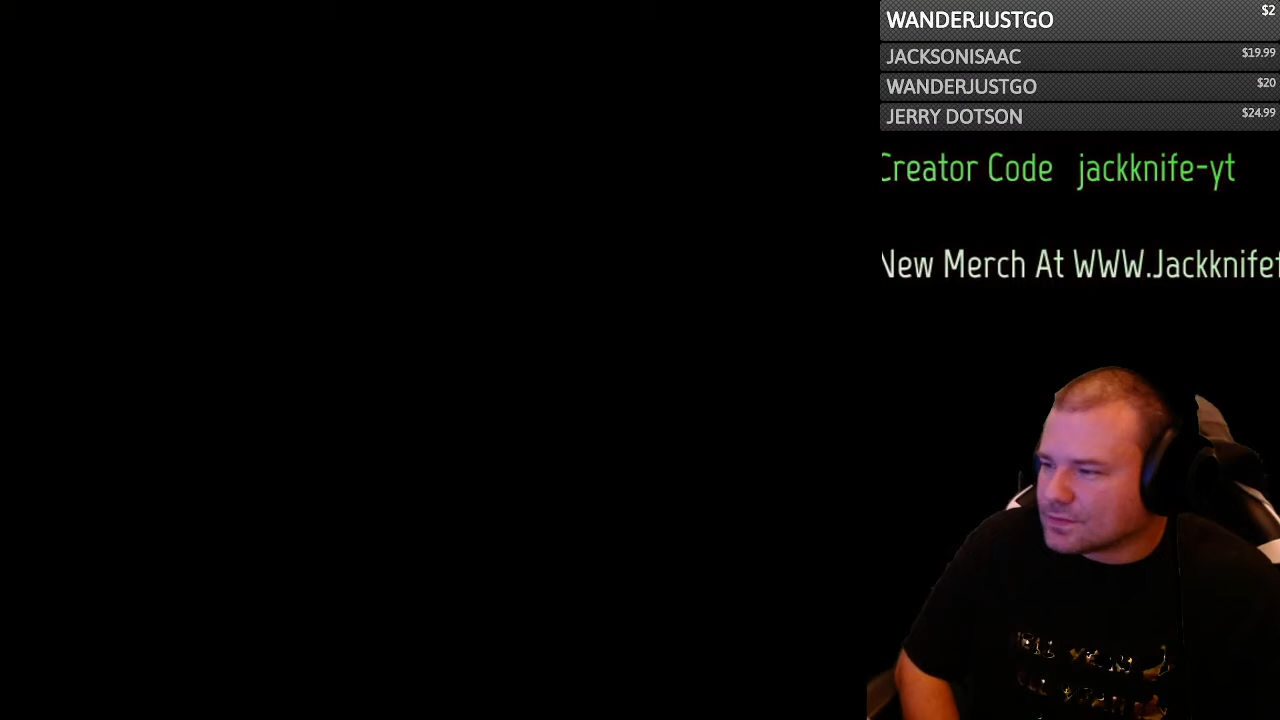 WANDERJUSTGO $2
JACKSONISAAC $19.99
WANDERJUSTGO $20
JERRY DOTSON $24.99
Creator Code jackknife-yt
New Merch At WWW.Jackknife